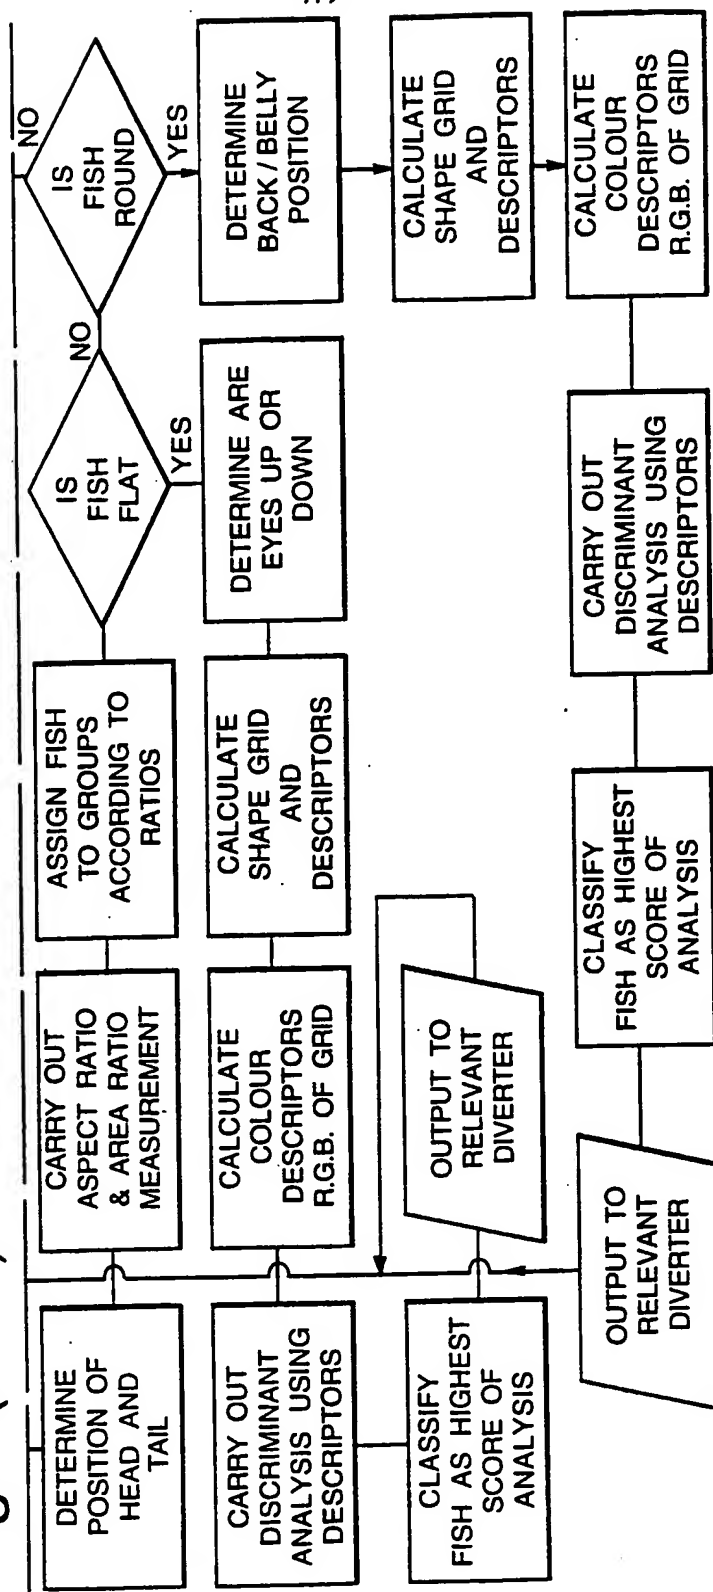 DETERMINE
POSITION OF
HEAD AND
TAIL
CARRY OUT
ASPECT RATIO
& AREA RATIO
MEASUREMENT
ASSIGN FISH
TO GROUPS
ACCORDING TO
RATIOS
IS
FISH
FLAT
NO
YES
IS
FISH
ROUND
NO
YES
CARRY OUT
DISCRIMINANT
ANALYSIS USING
DESCRIPTORS
CALCULATE
COLOUR
DESCRIPTORS
R.G.B. OF GRID
CALCULATE
SHAPE GRID
AND
DESCRIPTORS
DETERMINE ARE
EYES UP OR
DOWN
DETERMINE
BACK/BELLY
POSITION
CLASSIFY
FISH AS HIGHEST
SCORE OF
ANALYSIS
OUTPUT TO
RELEVANT
DIVERTER
CALCULATE
SHAPE GRID
AND
DESCRIPTORS
OUTPUT TO
RELEVANT
DIVERTER
CLASSIFY
FISH AS HIGHEST
SCORE OF
ANALYSIS
CARRY OUT
DISCRIMINANT
ANALYSIS USING
DESCRIPTORS
CALCULATE
COLOUR
DESCRIPTORS
R.G.B. OF GRID